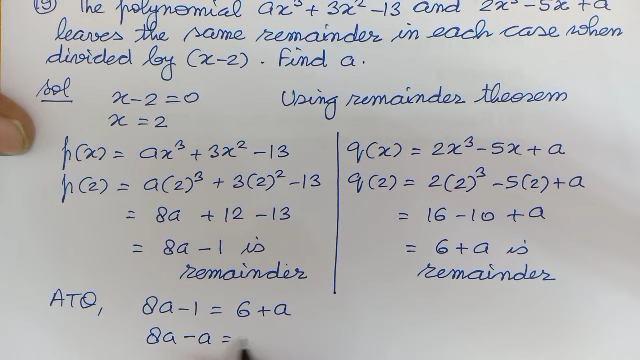 19) The polynomial ax³ + 3x² - 13 and 2x³ - 5x + a
leaves the same remainder in each case when
divided by (x-2). Find a.
Sol x-2=0 Using remainder theorem
x = 2
p(x) = ax³ + 3x² - 13
p(2) = a(2)³ + 3(2)² - 13
= 8a + 12 - 13
= 8a - 1 is
remainder
q(x) = 2x³ - 5x + a
q(2) = 2(2)³ - 5(2) + a
= 16 - 10 + a
= 6 + a is
remainder
ATQ, 8a - 1 = 6 + a
8a - a =